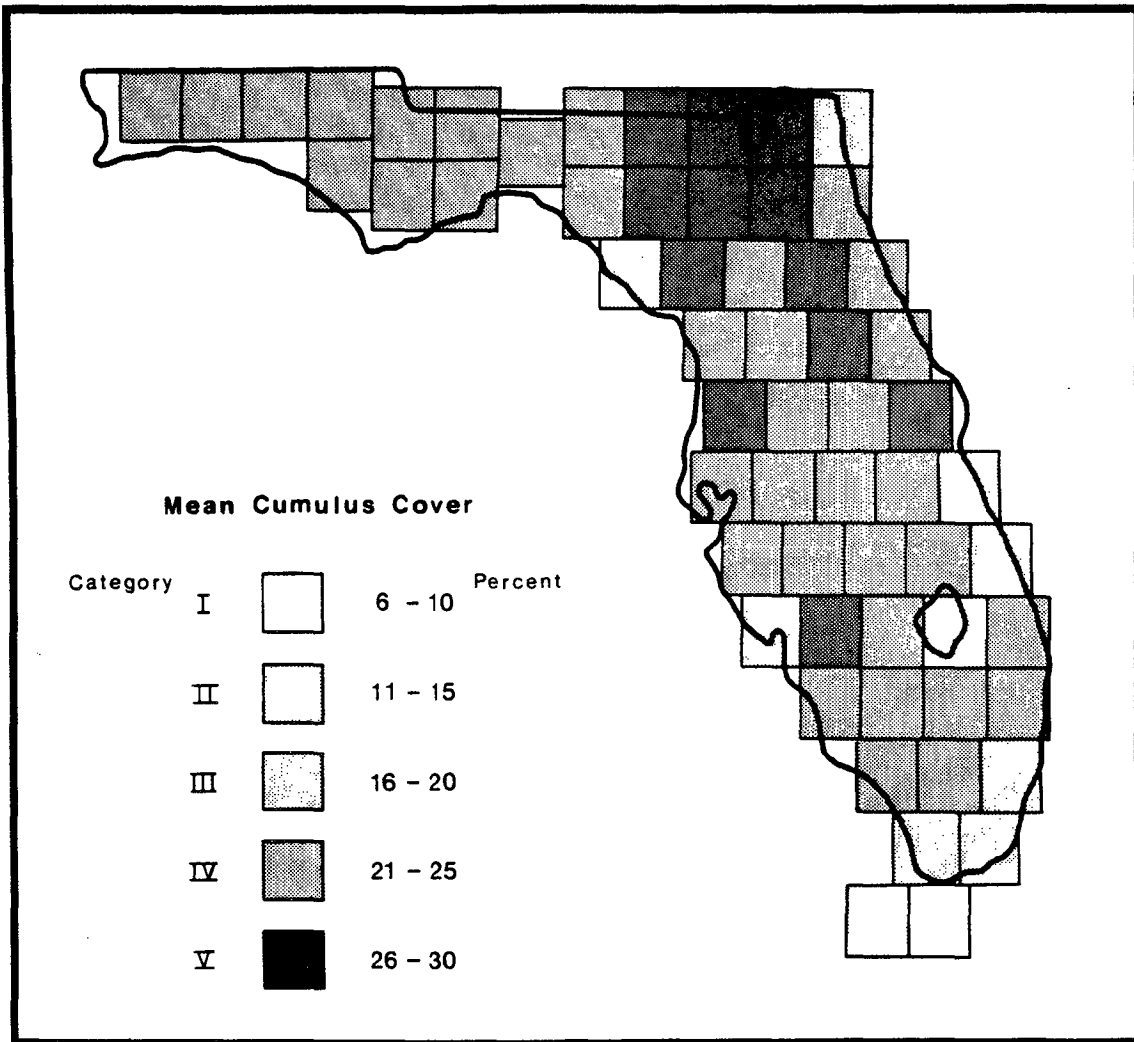 Mean Cumulus Cover
Category Percent
I 6 - 10
II 11 - 15
III 16 - 20
IV 21 - 25
V 26 - 30